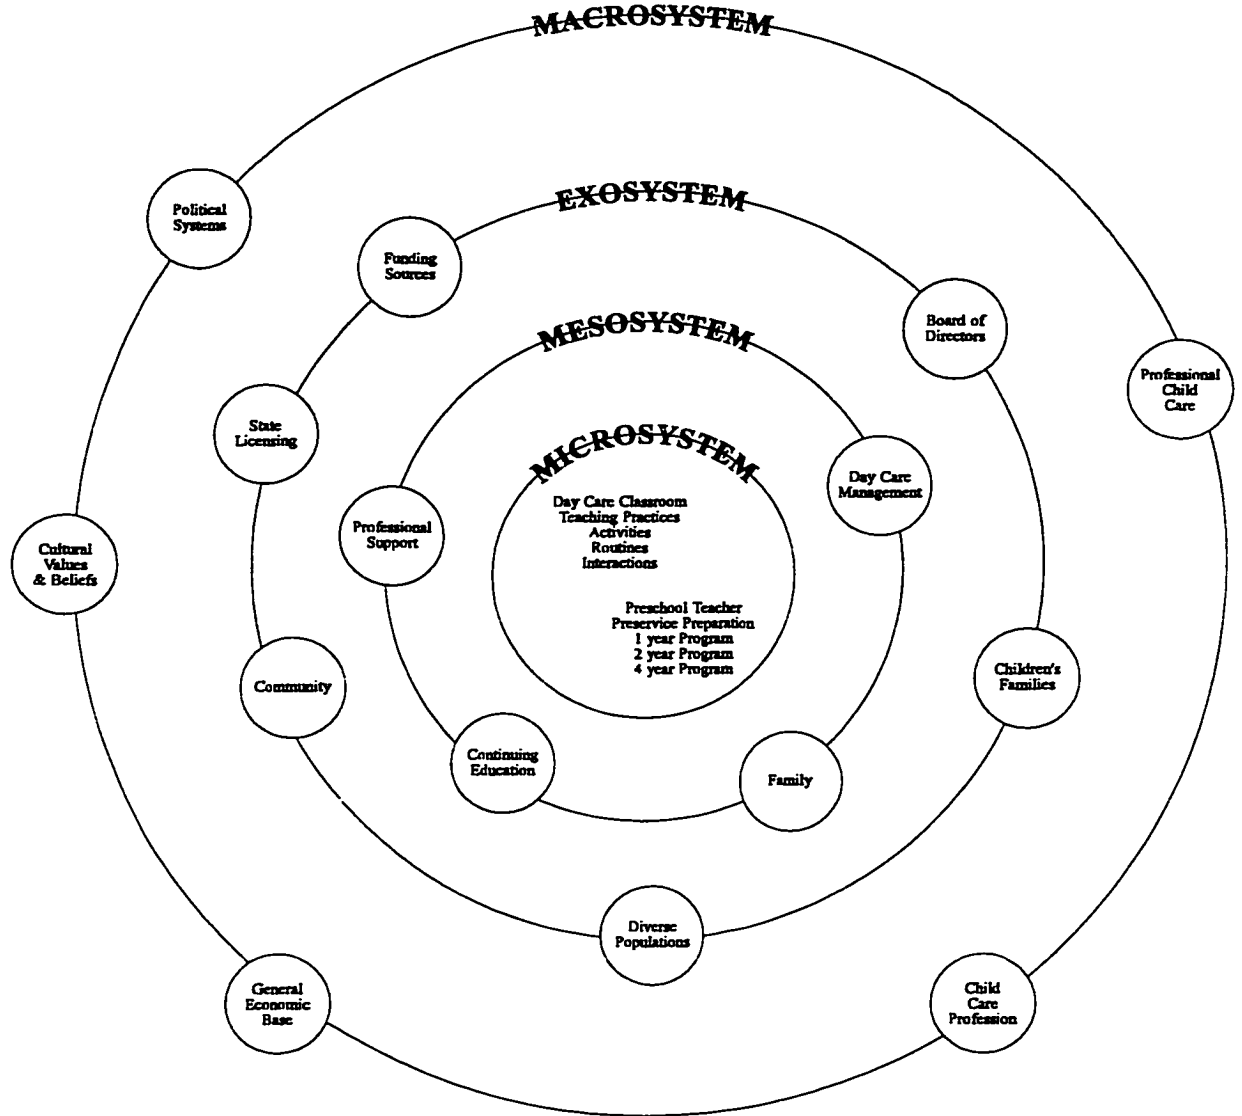 MACROSYSTEM
Political
Systems
EXOSYSTEM
Funding
Sources
Board of
Directors
MESOSYSTEM
Professional
Child
Care
State
Licensing
MICROSYSTEM
Day Care
Management
Day Care Classroom
Teaching Practices
Activities
Routines
Interactions
Professional
Support
Cultural
Values
& Beliefs
Preschool Teacher
Preservice Preparation
1 year Program
2 year Program
4 year Program
Community
Children's
Families
Continuing
Education
Family
Diverse
Populations
General
Economic
Base
Child
Care
Profession